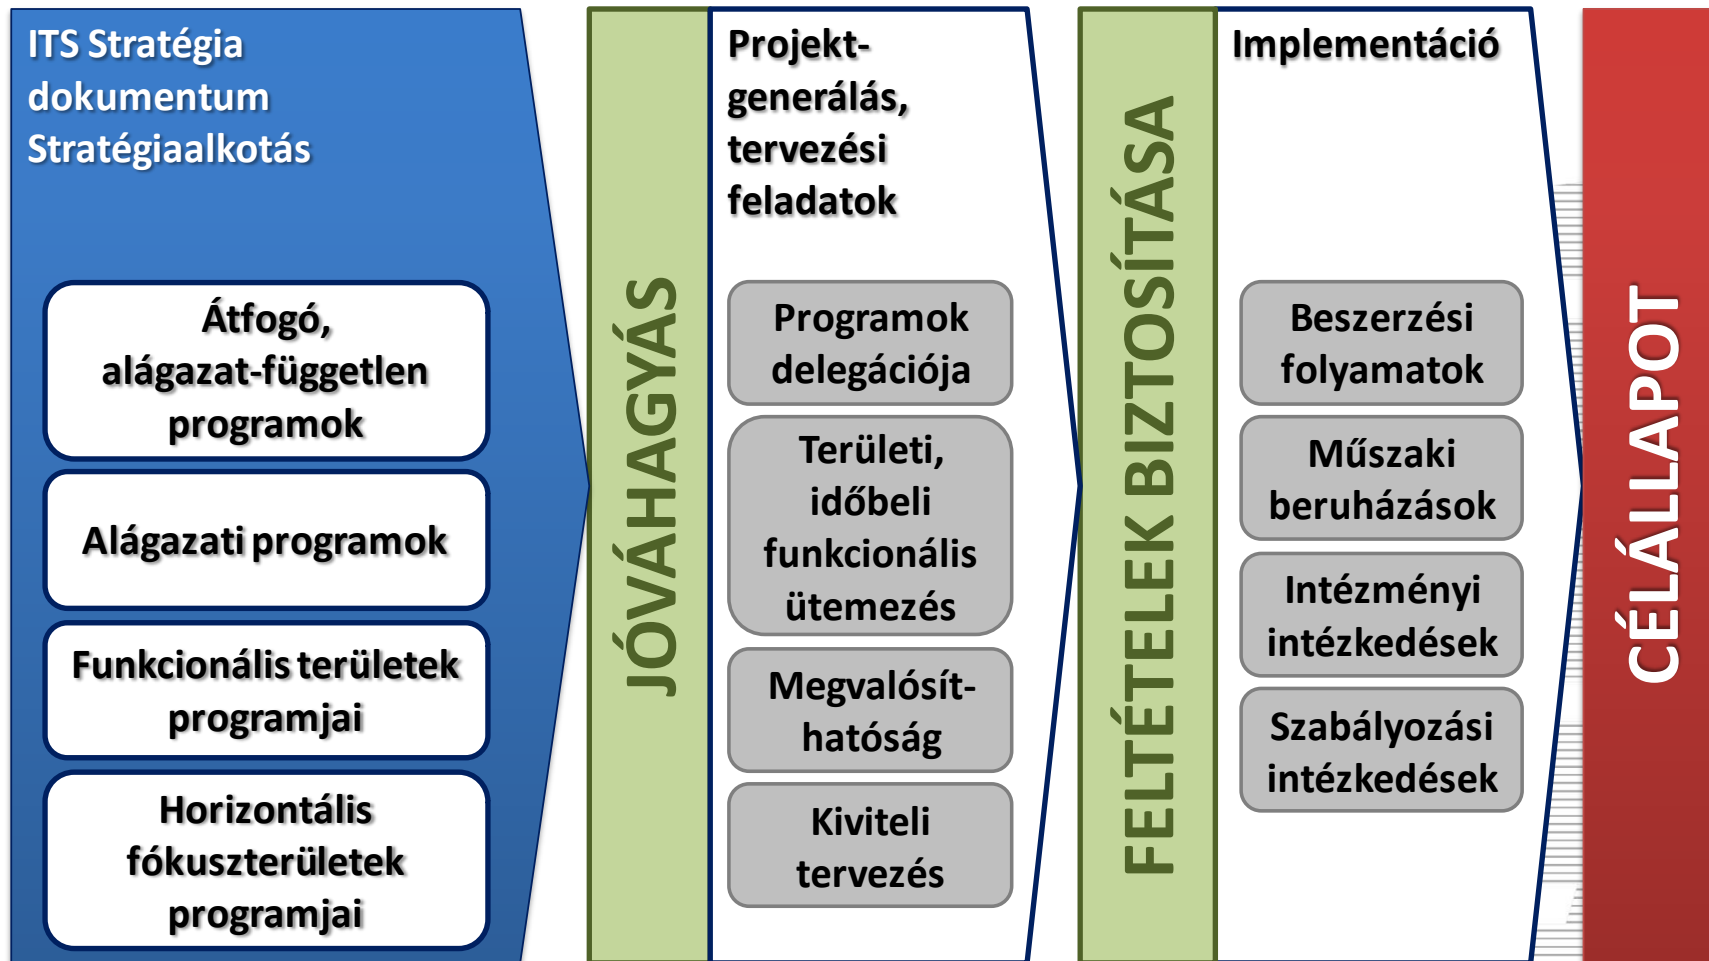 ITS Stratégia
dokumentum
Stratégiaalkotás
Átfogó,
alágazat-független
programok
Alágazati programok
Funkcionális területek
programjai
Horizontális
fókuszterületek
programjai
JÓVÁHAGYÁS
Projekt-
generálás,
tervezési
feladatok
Programok
delegációja
Területi,
időbeli
funkcionális
ütemezés
Megvalósít-
hatóság
Kiviteli
tervezés
FELTÉTELEK BIZTOSÍTÁSA
Implementáció
Beszerzési
folyamatok
Műszaki
beruházások
Intézményi
intézkedések
Szabályozási
intézkedések
CÉLÁLLAPOT